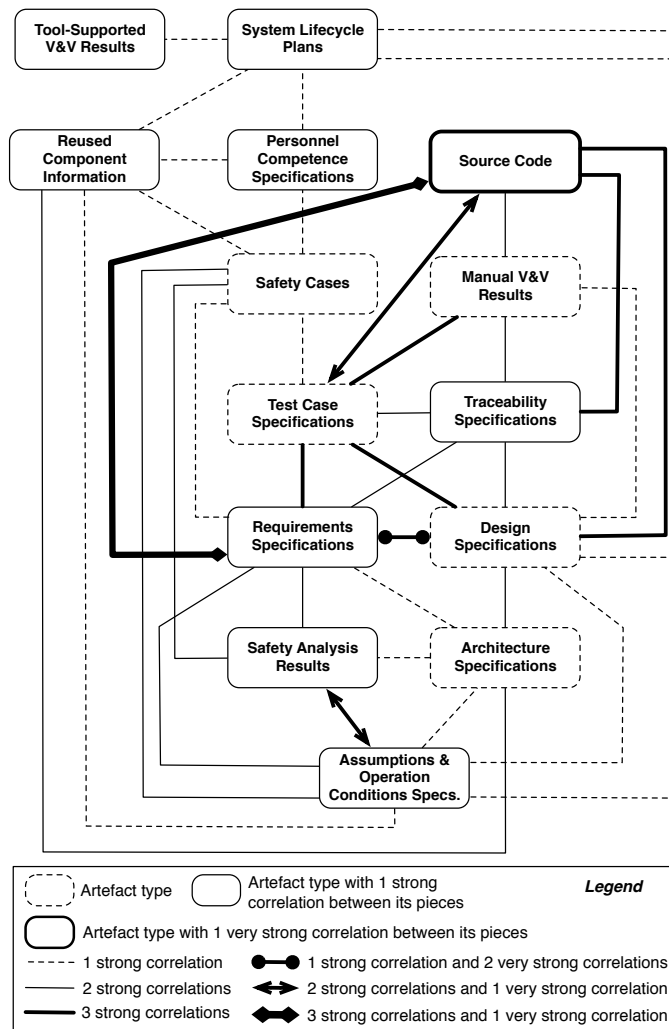 Tool-Supported
V&V Results
System Lifecycle
Plans
Reused
Component
Information
Personnel
Competence
Specifications
Source Code
Safety Cases
Manual V&V
Results
Test Case
Specifications
Traceability
Specifications
Requirements
Specifications
Design
Specifications
Safety Analysis
Results
Architecture
Specifications
Assumptions &
Operation
Conditions Specs.
Legend
Artefact type
Artefact type with 1 strong
correlation between its pieces
Artefact type with 1 very strong correlation between its pieces
1 strong correlation
1 strong correlation and 2 very strong correlations
2 strong correlations
2 strong correlations and 1 very strong correlation
3 strong correlations
3 strong correlations and 1 very strong correlation